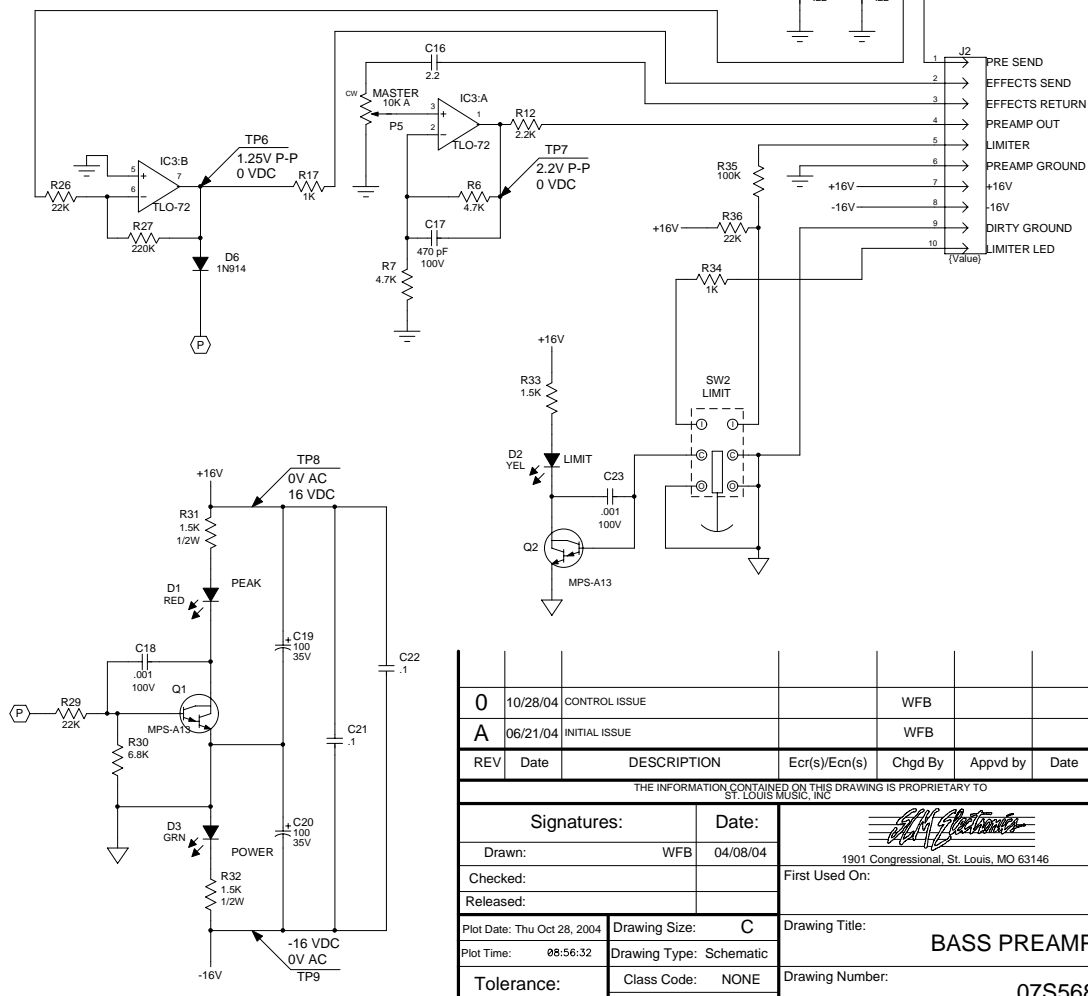 C16
2.2
CW
MASTER
10K A
P5
IC3:A
3
2
1
TLO-72
R12
2.2K
TP7
2.2V P-P
0 VDC
R6
4.7K
C17
470 pF
100V
R7
4.7K
TP6
1.25V P-P
0 VDC
IC3:B
5
6
7
TLO-72
R26
22K
R27
220K
R17
1K
D6
1N914
P
J2
1
PRE SEND
2
EFFECTS SEND
3
EFFECTS RETURN
4
PREAMP OUT
5
LIMITER
6
PREAMP GROUND
7
+16V
8
-16V
9
DIRTY GROUND
10
LIMITER LED
{Value}
+16V
-16V
R35
100K
+16V
R36
22K
R34
1K
+16V
R33
1.5K
D2
YEL
LIMIT
C23
.001
100V
Q2
MPS-A13
SW2
LIMIT
I
I
C
C
O
O
TP8
0V AC
16 VDC
+16V
R31
1.5K
1/2W
D1
RED
PEAK
C18
.001
100V
Q1
MPS-A13
P
R29
22K
R30
6.8K
C19
100
35V
C22
.1
C21
.1
C20
100
35V
D3
GRN
POWER
R32
1.5K
1/2W
-16V
-16 VDC
0V AC
TP9
0 10/28/04 CONTROL ISSUE WFB
A 06/21/04 INITIAL ISSUE WFB
REV Date DESCRIPTION Ecr(s)/Ecn(s) Chgd By Appvd by Date
THE INFORMATION CONTAINED ON THIS DRAWING IS PROPRIETARY TO
ST. LOUIS MUSIC, INC
Signatures: Date:
Drawn: WFB 04/08/04
Checked:
Released:
SLM Electronics
1901 Congressional, St. Louis, MO 63146
First Used On:
Plot Date: Thu Oct 28, 2004
Drawing Size: C
Drawing Title:
BASS PREAMP
Plot Time: 08:56:32
Drawing Type: Schematic
Tolerance:
Class Code: NONE
Drawing Number:
07S568